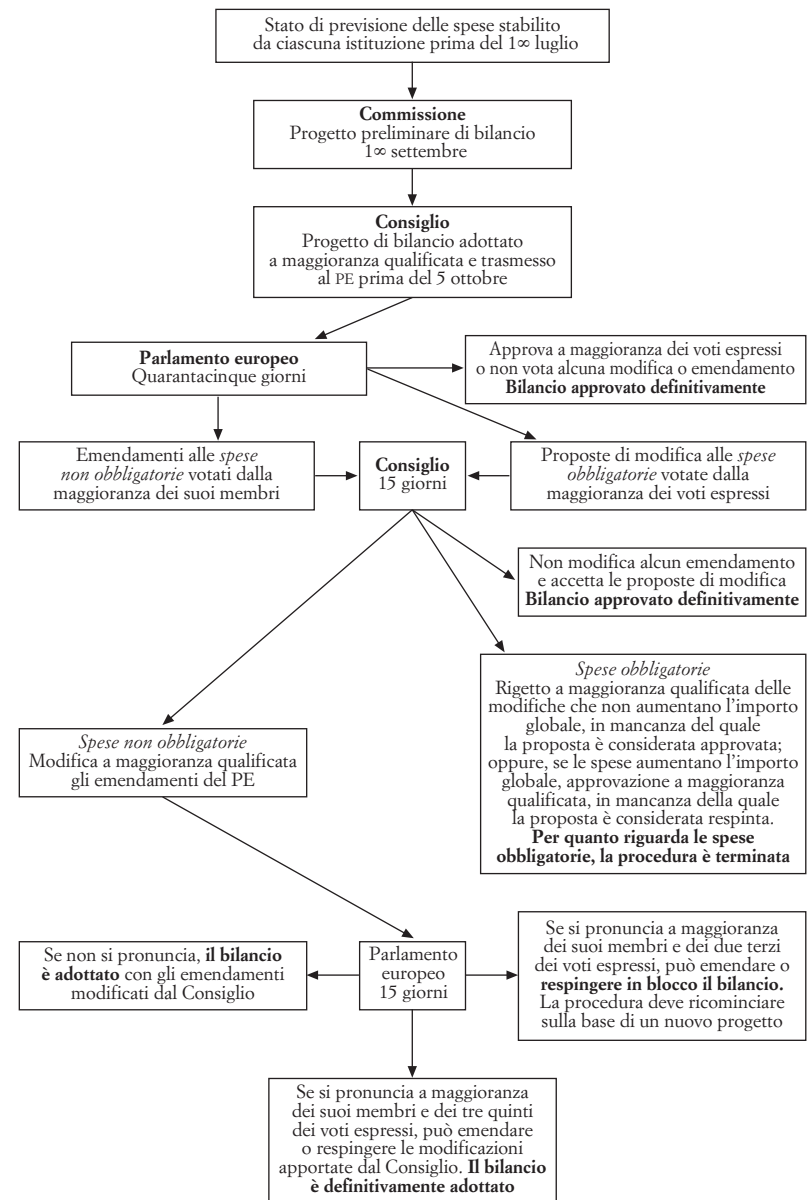 Stato di previsione delle spese stabilito
da ciascuna istituzione prima del 1∞ luglio
Commissione
Progetto preliminare di bilancio
1∞ settembre
Consiglio
Progetto di bilancio adottato
a maggioranza qualificata e trasmesso
al PE prima del 5 ottobre
Parlamento europeo
Quarantacinque giorni
Approva a maggioranza dei voti espressi
o non vota alcuna modifica o emendamento
Bilancio approvato definitivamente
Emendamenti alle spese
non obbligatorie votati dalla
maggioranza dei suoi membri
Consiglio
15 giorni
Proposte di modifica alle spese
obbligatorie votate dalla
maggioranza dei voti espressi
Non modifica alcun emendamento
e accetta le proposte di modifica
Bilancio approvato definitivamente
Spese obbligatorie
Rigetto a maggioranza qualificata delle
modifiche che non aumentano l’importo
globale, in mancanza del quale
la proposta è considerata approvata;
oppure, se le spese aumentano l’importo
globale, approvazione a maggioranza
qualificata, in mancanza della quale
la proposta è considerata respinta.
Per quanto riguarda le spese
obbligatorie, la procedura è terminata
Spese non obbligatorie
Modifica a maggioranza qualificata
gli emendamenti del PE
Se non si pronuncia, il bilancio
è adottato con gli emendamenti
modificati dal Consiglio
Parlamento
europeo
15 giorni
Se si pronuncia a maggioranza
dei suoi membri e dei due terzi
dei voti espressi, può emendare o
respingere in blocco il bilancio.
La procedura deve ricominciare
sulla base di un nuovo progetto
Se si pronuncia a maggioranza
dei suoi membri e dei tre quinti
dei voti espressi, può emendare
o respingere le modificazioni
apportate dal Consiglio. Il bilancio
è definitivamente adottato